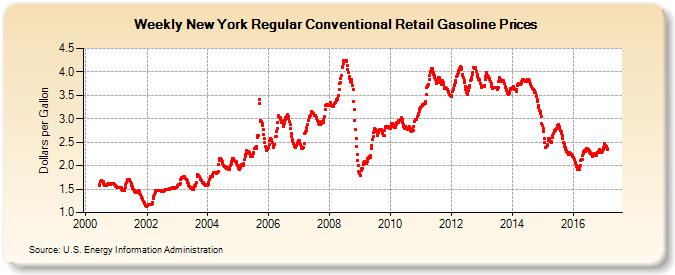 Weekly New York Regular Conventional Retail Gasoline Prices
Dollars per Gallon
4.5
4.0
3.5
3.0
2.5
2.0
1.5
1.0
2000 2002 2004 2006 2008 2010 2012 2014 2016
Source: U.S. Energy Information Administration